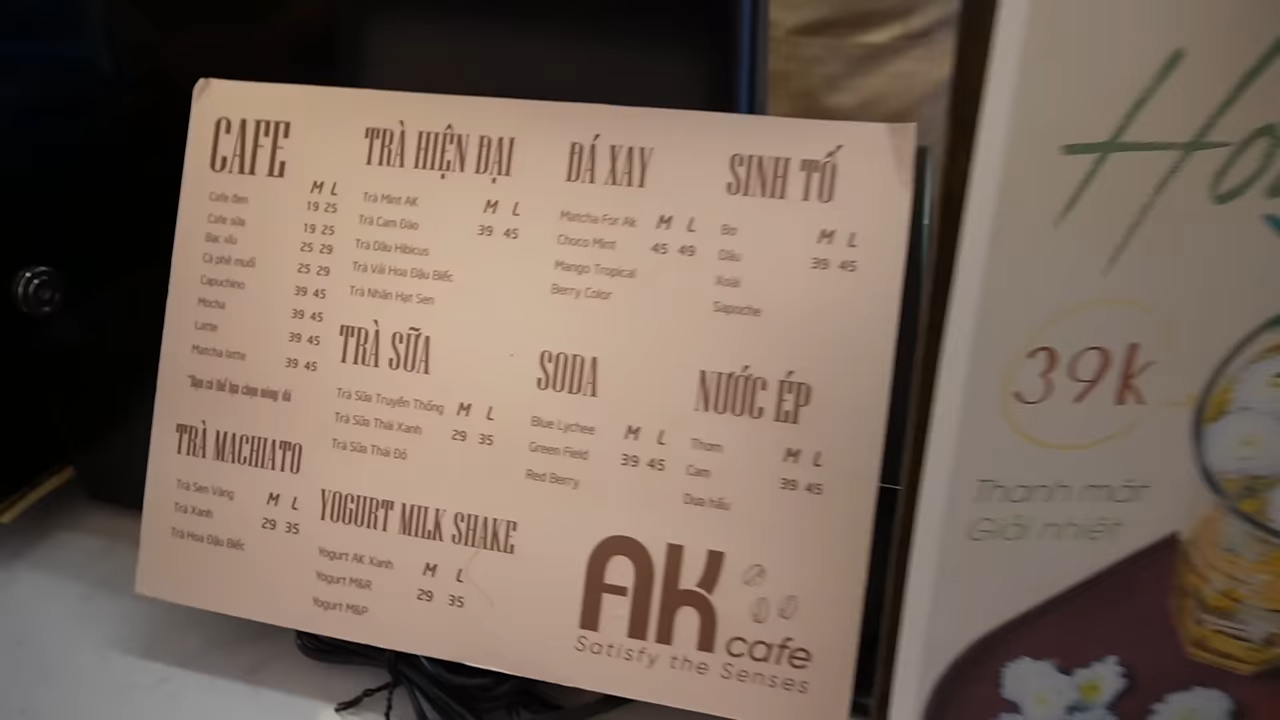 CAFE
M L
Cafe đen 19 25
Cafe sữa 19 25
Bạc xỉu 25 29
Cà phê muối 25 29
Capuchino 39 45
Mocha 39 45
Latte 39 45
Matcha latte 39 45
"Bạn có thể lựa chọn nóng/ đá
TRÀ MACHIATO
M L
Trà Sen Vàng 29 35
Trà Xanh
Trà Hoa Đậu Biếc
TRÀ HIỆN ĐẠI
M L
Trà Mint AK 39 45
Trà Cam Đào
Trà Dâu Hibicus
Trà Vải Hoa Đậu Biếc
Trà Nhãn Hạt Sen
TRÀ SỮA
M L
Trà Sữa Truyền Thống 29 35
Trà Sữa Thái Xanh
Trà Sữa Thái Đỏ
YOGURT MILK SHAKE
M L
Yogurt AK Xanh 29 35
Yogurt M&R
Yogurt M&P
ĐÁ XAY
M L
Matcha For Ak 45 49
Choco Mint
Mango Tropical
Berry Color
SODA
M L
Blue Lychee 39 45
Green Field
Red Berry
SINH TỐ
M L
Bơ 39 45
Dâu
Xoài
Sapoche
NƯỚC ÉP
M L
Thơm 39 45
Cam
Dưa hấu
AK cafe
Satisfy the Senses
39k
Thanh mát
Giải nhiệt